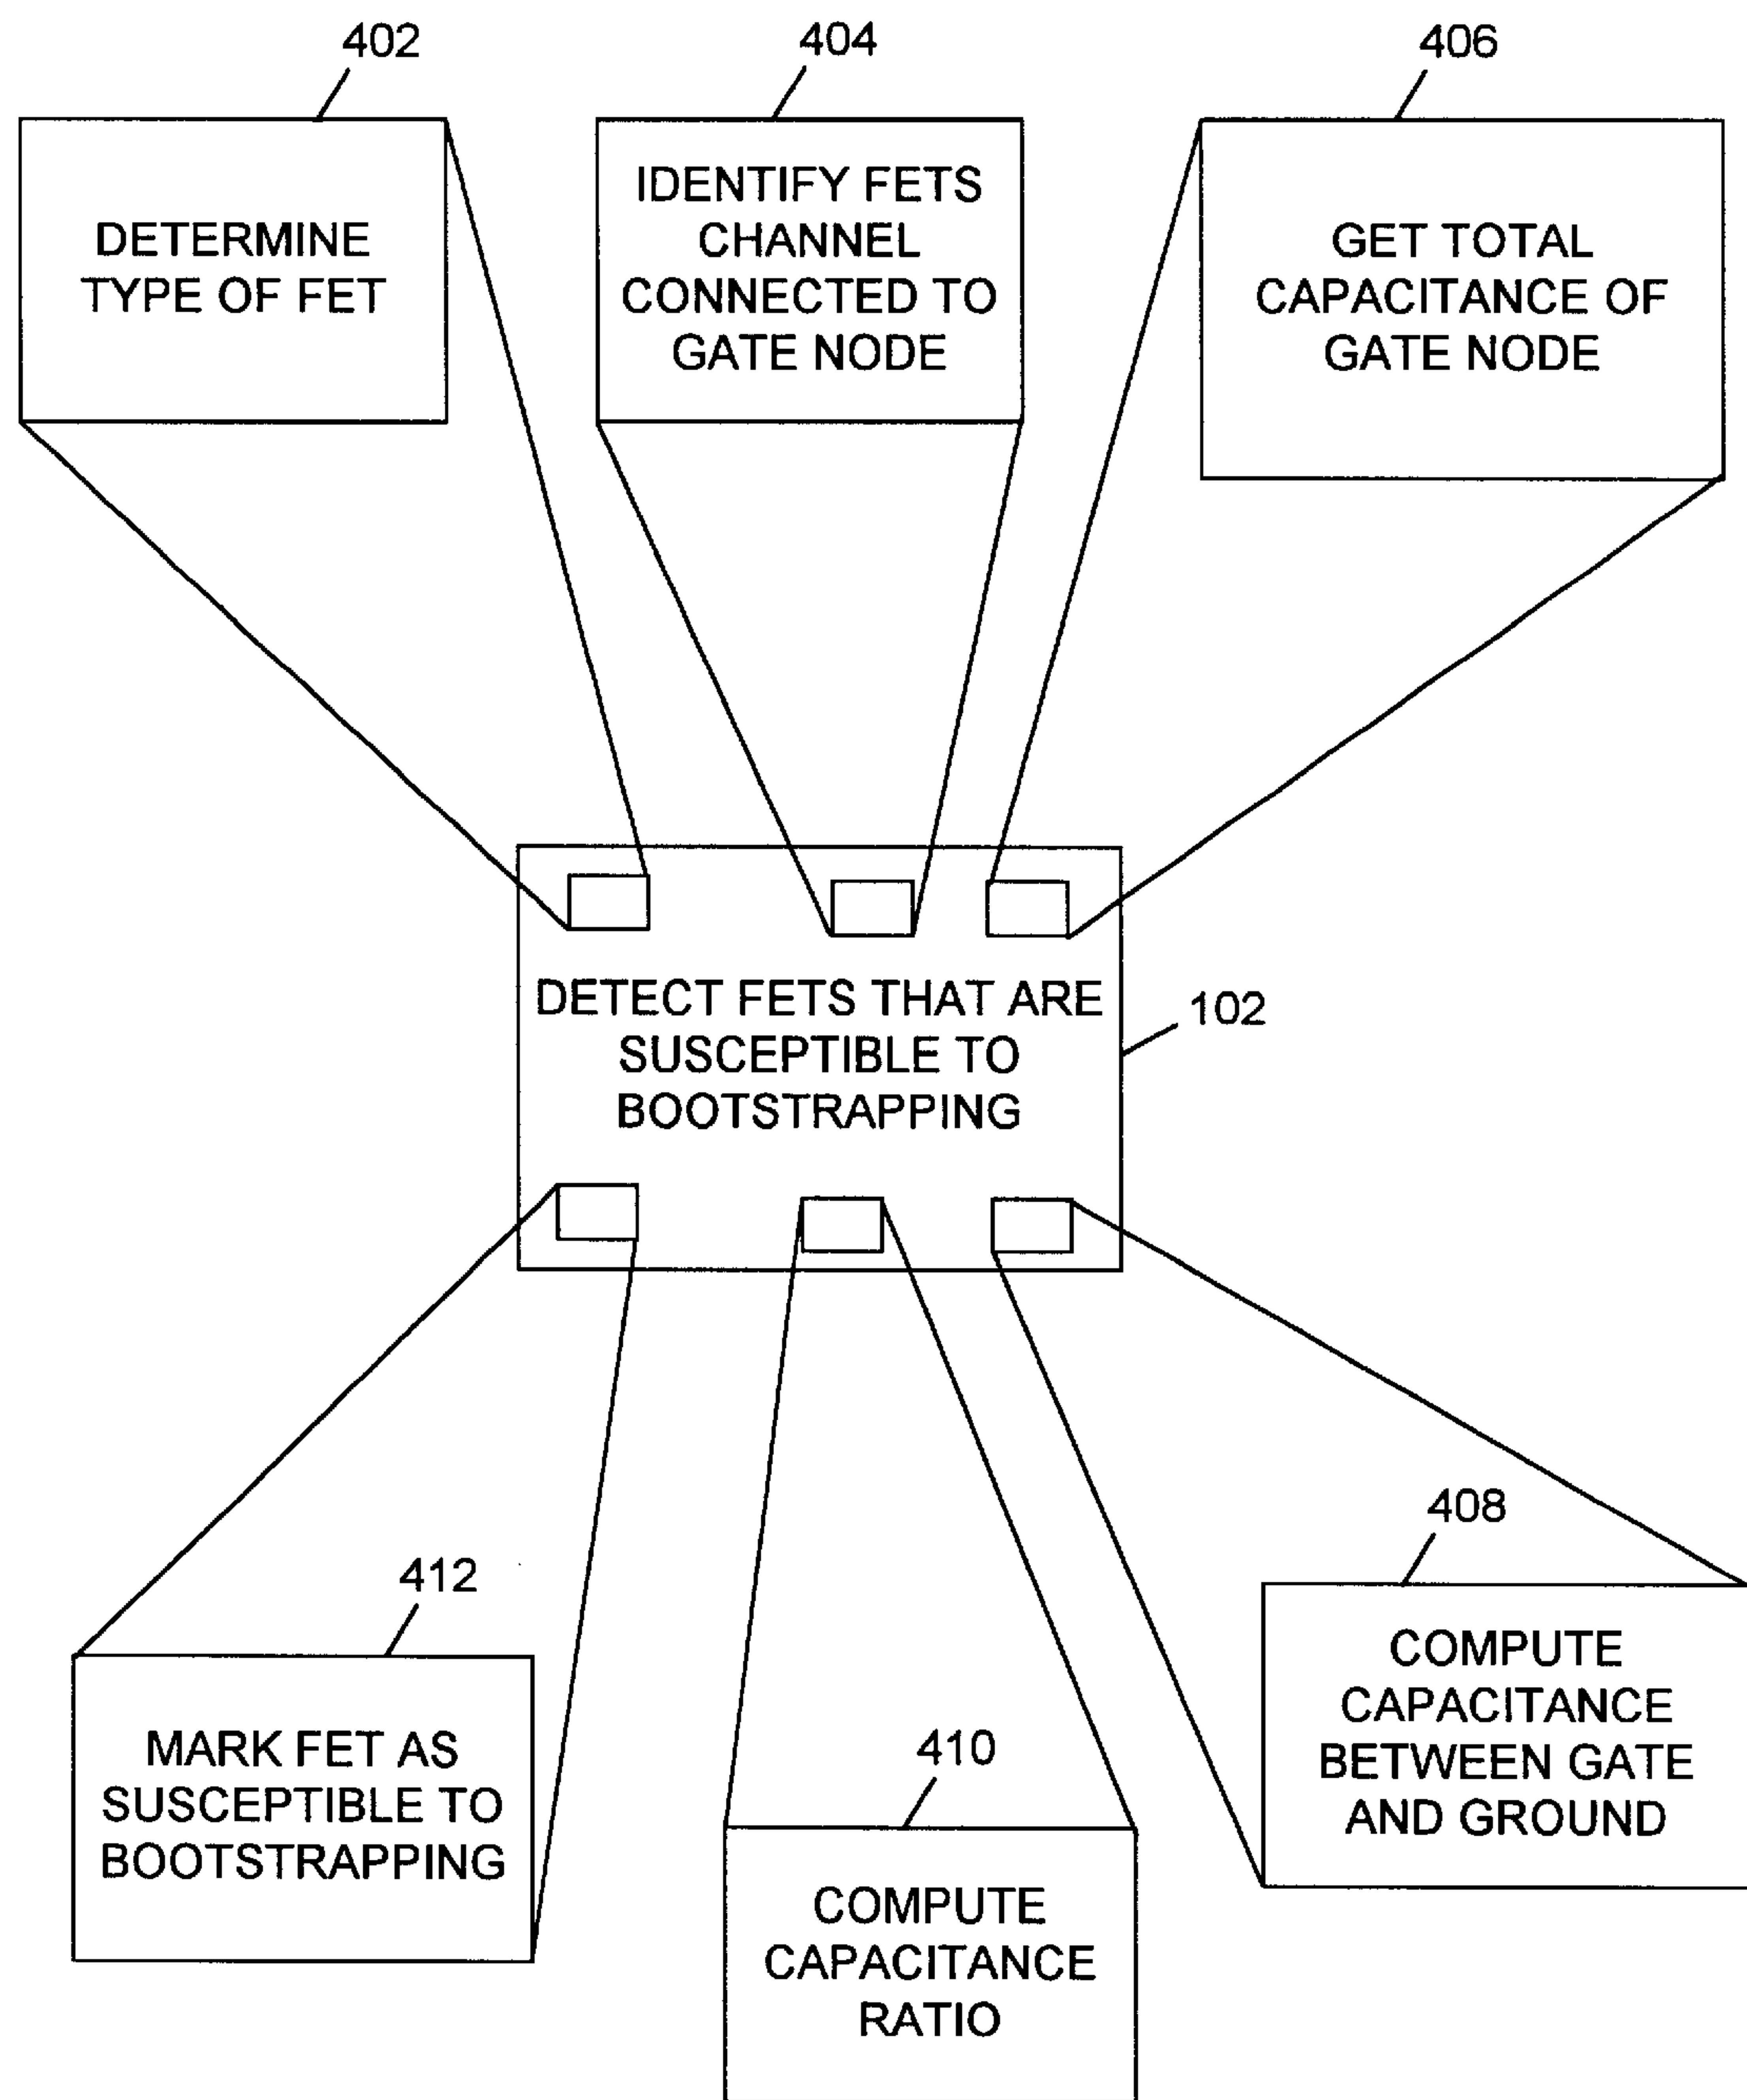 402
404
406
DETERMINE
TYPE OF FET
IDENTIFY FETS
CHANNEL
CONNECTED TO
GATE NODE
GET TOTAL
CAPACITANCE OF
GATE NODE
DETECT FETS THAT ARE
SUSCEPTIBLE TO
BOOTSTRAPPING
102
412
MARK FET AS
SUSCEPTIBLE TO
BOOTSTRAPPING
410
COMPUTE
CAPACITANCE
RATIO
408
COMPUTE
CAPACITANCE
BETWEEN GATE
AND GROUND